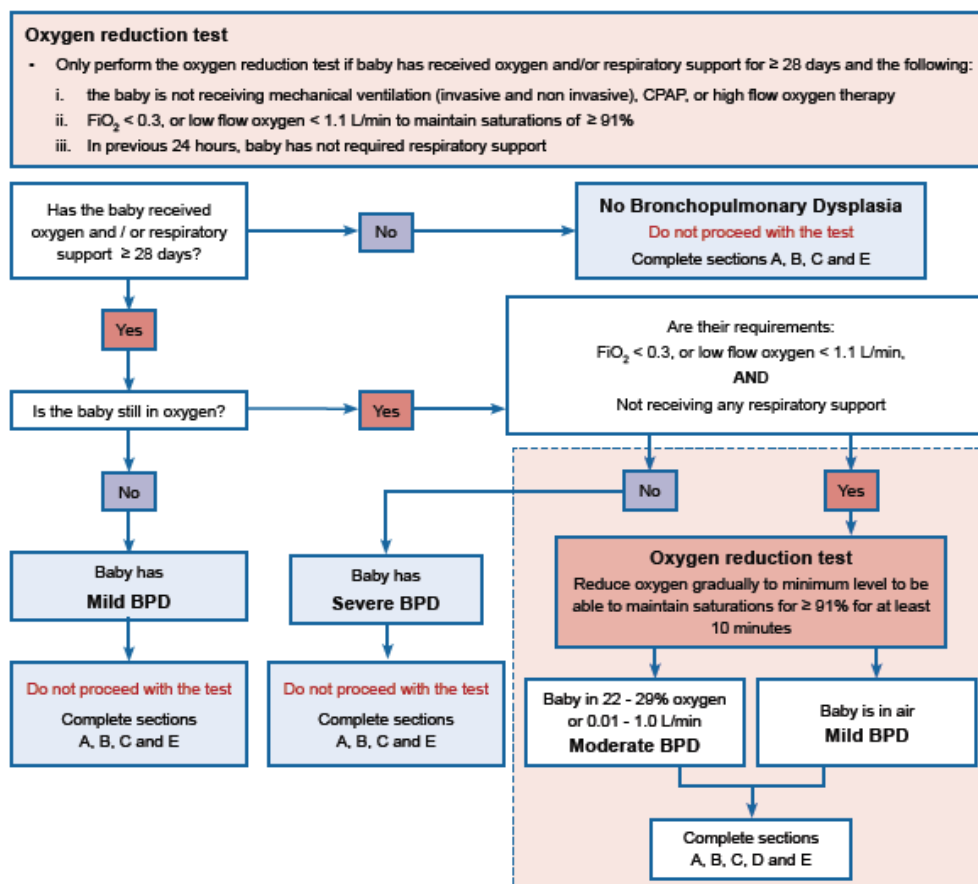 Oxygen reduction test
- Only perform the oxygen reduction test if baby has received oxygen and/or respiratory support for ≥ 28 days and the following:
i. the baby is not receiving mechanical ventilation (invasive and non invasive), CPAP, or high flow oxygen therapy
ii. FiO₂ < 0.3, or low flow oxygen < 1.1 L/min to maintain saturations of ≥ 91%
iii. In previous 24 hours, baby has not required respiratory support
Has the baby received
oxygen and / or respiratory
support ≥ 28 days?
No
No Bronchopulmonary Dysplasia
Do not proceed with the test
Complete sections A, B, C and E
Yes
Are their requirements:
FiO₂ < 0.3, or low flow oxygen < 1.1 L/min,
AND
Not receiving any respiratory support
Is the baby still in oxygen?
Yes
No
No
Yes
Baby has
Mild BPD
Baby has
Severe BPD
Oxygen reduction test
Reduce oxygen gradually to minimum level to be
able to maintain saturations for ≥ 91% for at least
10 minutes
Do not proceed with the test
Complete sections
A, B, C and E
Do not proceed with the test
Complete sections
A, B, C and E
Baby in 22 - 29% oxygen
or 0.01 - 1.0 L/min
Moderate BPD
Baby is in air
Mild BPD
Complete sections
A, B, C, D and E